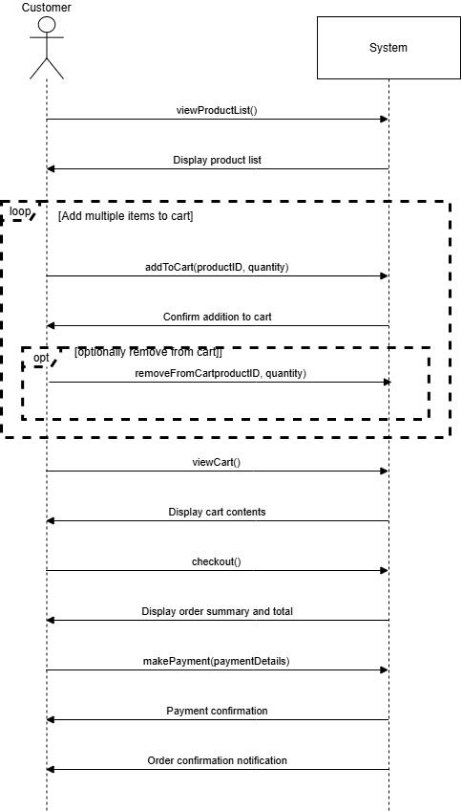 Customer
System
viewProductList()
Display product list
loop
[Add multiple items to cart]
addToCart(productID, quantity)
Confirm addition to cart
opt
[optionally remove from cart]]
removeFromCartproductID, quantity)
viewCart()
Display cart contents
checkout()
Display order summary and total
makePayment(paymentDetails)
Payment confirmation
Order confirmation notification